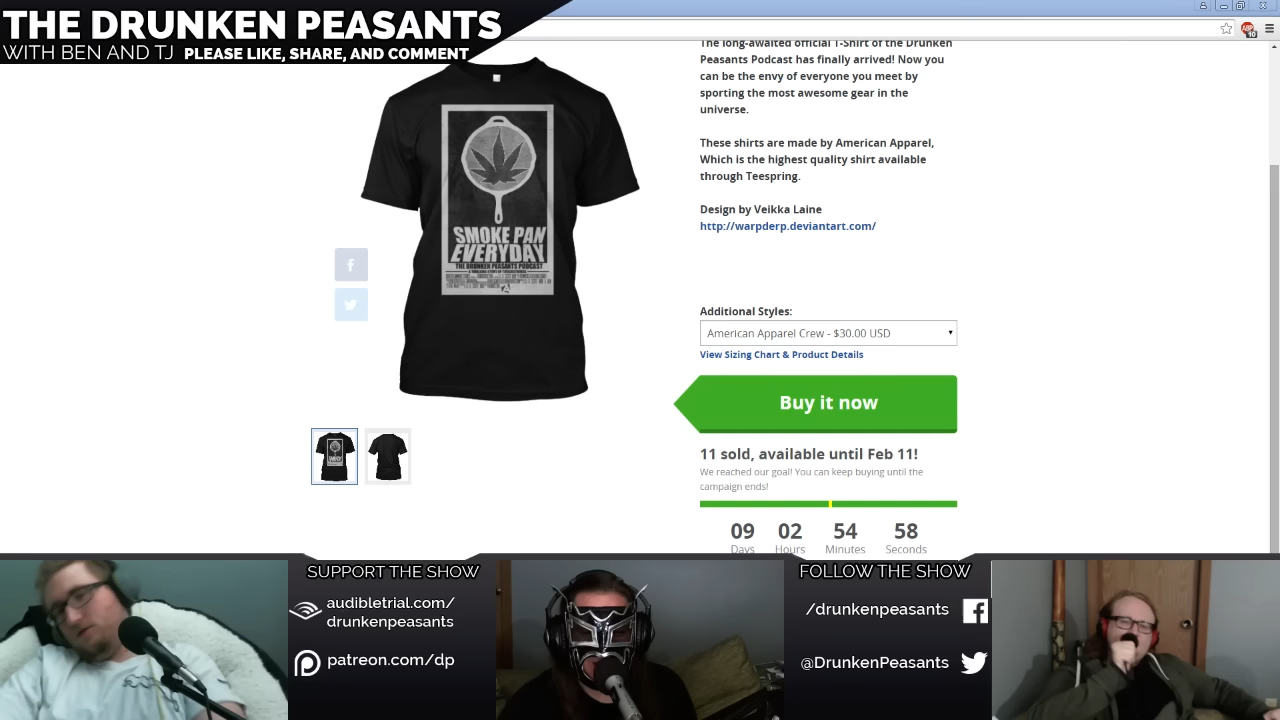 THE DRUNKEN PEASANTS
WITH BEN AND TJ PLEASE LIKE, SHARE, AND COMMENT
The long-awaited official T-Shirt of the Drunken
Peasants Podcast has finally arrived! Now you
can be the envy of everyone you meet by
sporting the most awesome gear in the
universe.
These shirts are made by American Apparel,
Which is the highest quality shirt available
through Teespring.
Design by Veikka Laine
http://warpderp.deviantart.com/
SMOKE PAN
EVERYDAY
THE DRUNKEN PEASANTS PODCAST
Additional Styles:
American Apparel Crew - $30.00 USD
View Sizing Chart & Product Details
Buy it now
11 sold, available until Feb 11!
We reached our goal! You can keep buying until the
campaign ends!
09 02 54 58
Days Hours Minutes Seconds
SUPPORT THE SHOW
audibletrial.com/
drunkenpeasants
patreon.com/dp
FOLLOW THE SHOW
/drunkenpeasants
@DrunkenPeasants